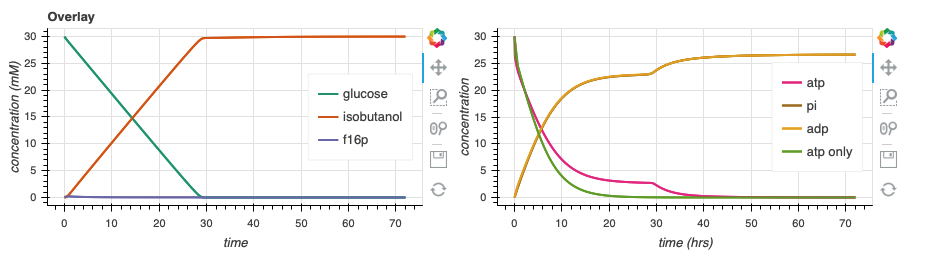 Overlay
concentration (mM)
30
25
20
15
10
5
0
glucose
isobutanol
f16p
0 10 20 30 40 50 60 70
time
concentration
30
25
20
15
10
5
0
atp
pi
adp
atp only
0 10 20 30 40 50 60 70
time (hrs)